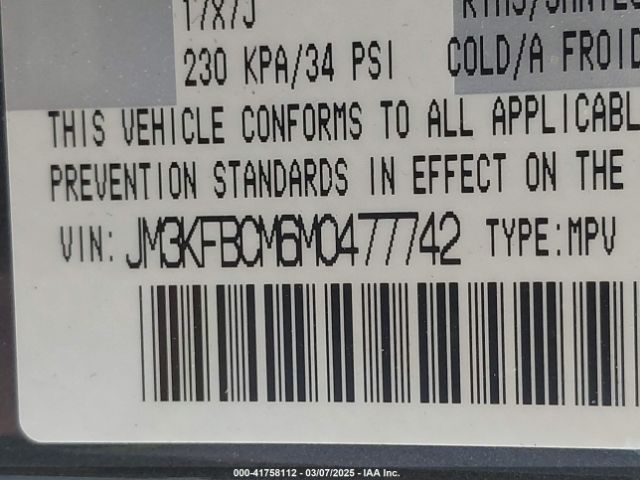 17X7J
230 KPA/34 PSI COLD/A FROID
THIS VEHICLE CONFORMS TO ALL APPLICABL
PREVENTION STANDARDS IN EFFECT ON THE
VIN: JM3KFBCM6M0477742 TYPE:MPV
000-41758112 - 03/07/2025 - IAA Inc.